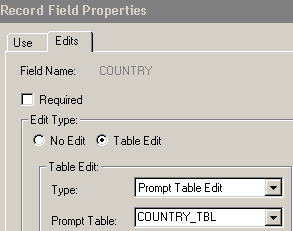 Record Field Properties
Use Edits
Field Name: COUNTRY
Required
Edit Type:
No Edit Table Edit
Table Edit:
Type: Prompt Table Edit
Prompt Table: COUNTRY_TBL